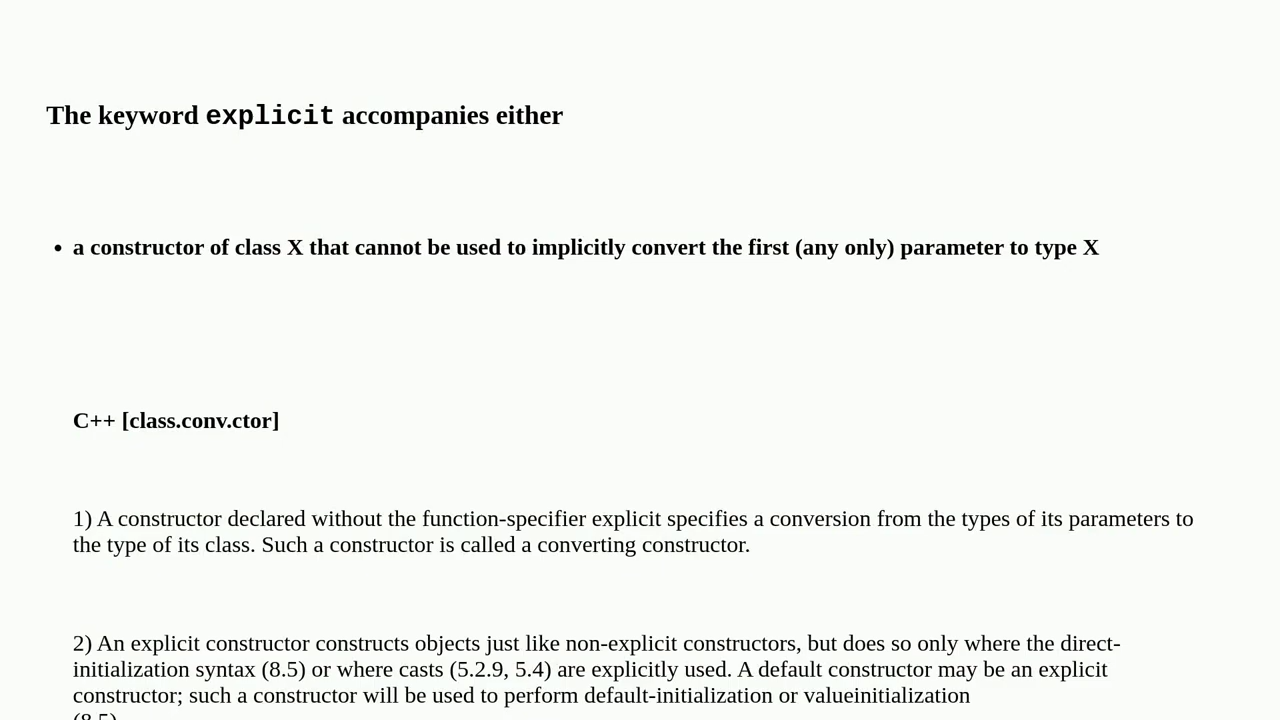 The keyword explicit accompanies either
• a constructor of class X that cannot be used to implicitly convert the first (any only) parameter to type X
C++ [class.conv.ctor]
1) A constructor declared without the function-specifier explicit specifies a conversion from the types of its parameters to
the type of its class. Such a constructor is called a converting constructor.
2) An explicit constructor constructs objects just like non-explicit constructors, but does so only where the direct-
initialization syntax (8.5) or where casts (5.2.9, 5.4) are explicitly used. A default constructor may be an explicit
constructor; such a constructor will be used to perform default-initialization or valueinitialization
(8.5)